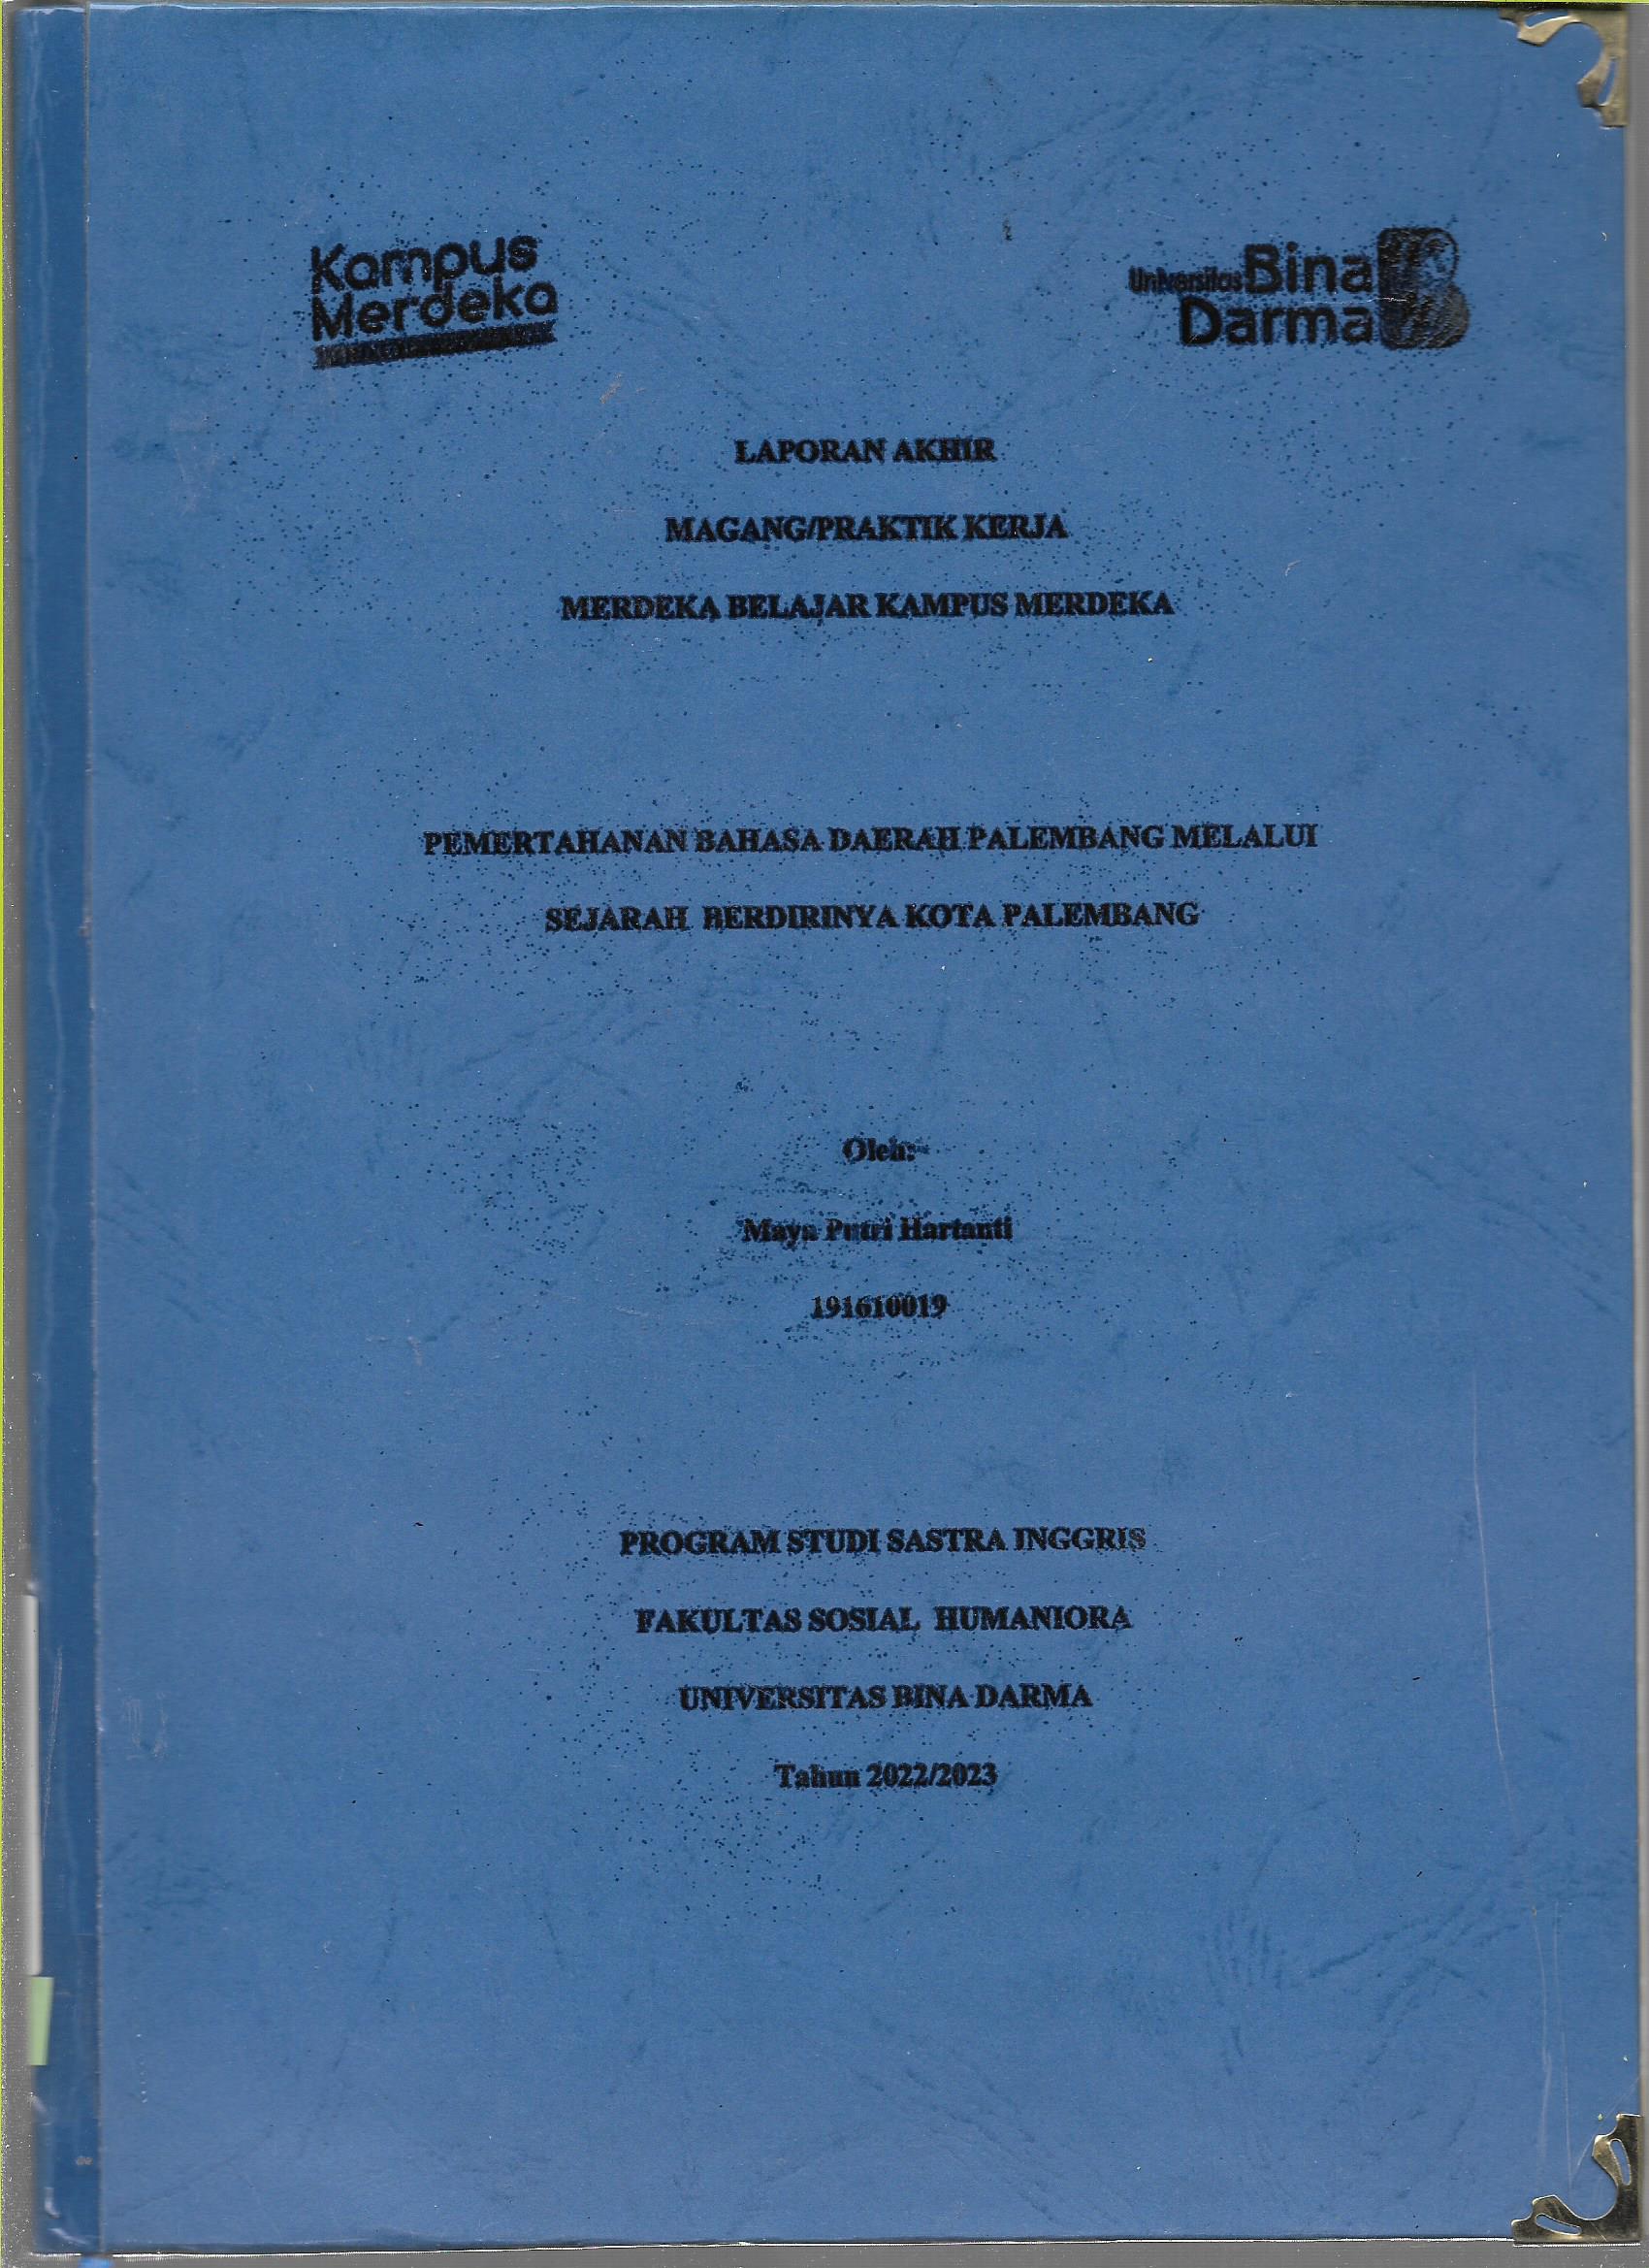 Kampus
Merdeka
Universitas Bina
Darma
LAPORAN AKHIR
MAGANG/PRAKTIK KERJA
MERDEKA BELAJAR KAMPUS MERDEKA
PEMERTAHANAN BAHASA DAERAH PALEMBANG MELALUI
SEJARAH BERDIRINYA KOTA PALEMBANG
Oleh:
Maya Putri Hartanti
191610019
PROGRAM STUDI SASTRA INGGRIS
FAKULTAS SOSIAL HUMANIORA
UNIVERSITAS BINA DARMA
Tahun 2022/2023